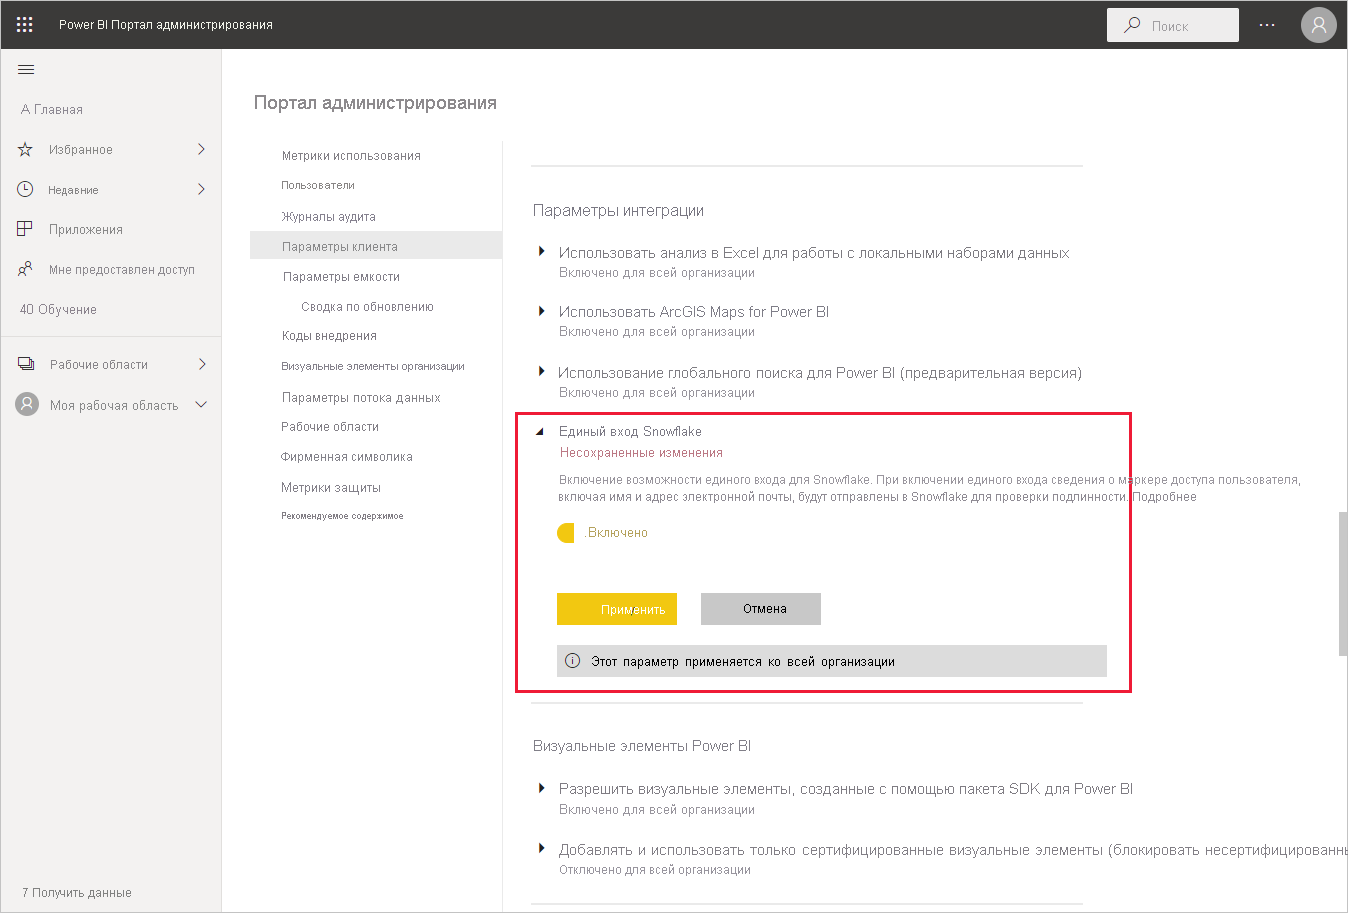 Power BI Портал администрирования
Поиск
А Главная
Избранное
Недавние
Приложения
Мне предоставлен доступ
40 Обучение
Рабочие области
Моя рабочая область
7 Получить данные
Портал администрирования
Метрики использования
Пользователи
Журналы аудита
Параметры клиента
Параметры емкости
Сводка по обновлению
Коды внедрения
Визуальные элементы организации
Параметры потока данных
Рабочие области
Фирменная символика
Метрики защиты
Рекомендуемое содержимое
Параметры интеграции
Использовать анализ в Excel для работы с локальными наборами данных
Включено для всей организации
Использовать ArcGIS Maps for Power BI
Включено для всей организации
Использование глобального поиска для Power BI (предварительная версия)
Включено для всей организации
Единый вход Snowflake
Несохраненные изменения
Включение возможности единого входа для Snowflake. При включении единого входа сведения о маркере доступа пользователя,
включая имя и адрес электронной почты, будут отправлены в Snowflake для проверки подлинности. Подробнее
.Включено
Применить
Отмена
Этот параметр применяется ко всей организации
Визуальные элементы Power BI
Разрешить визуальные элементы, созданные с помощью пакета SDK для Power BI
Включено для всей организации
Добавлять и использовать только сертифицированные визуальные элементы (блокировать несертифицированн
Отключено для всей организации